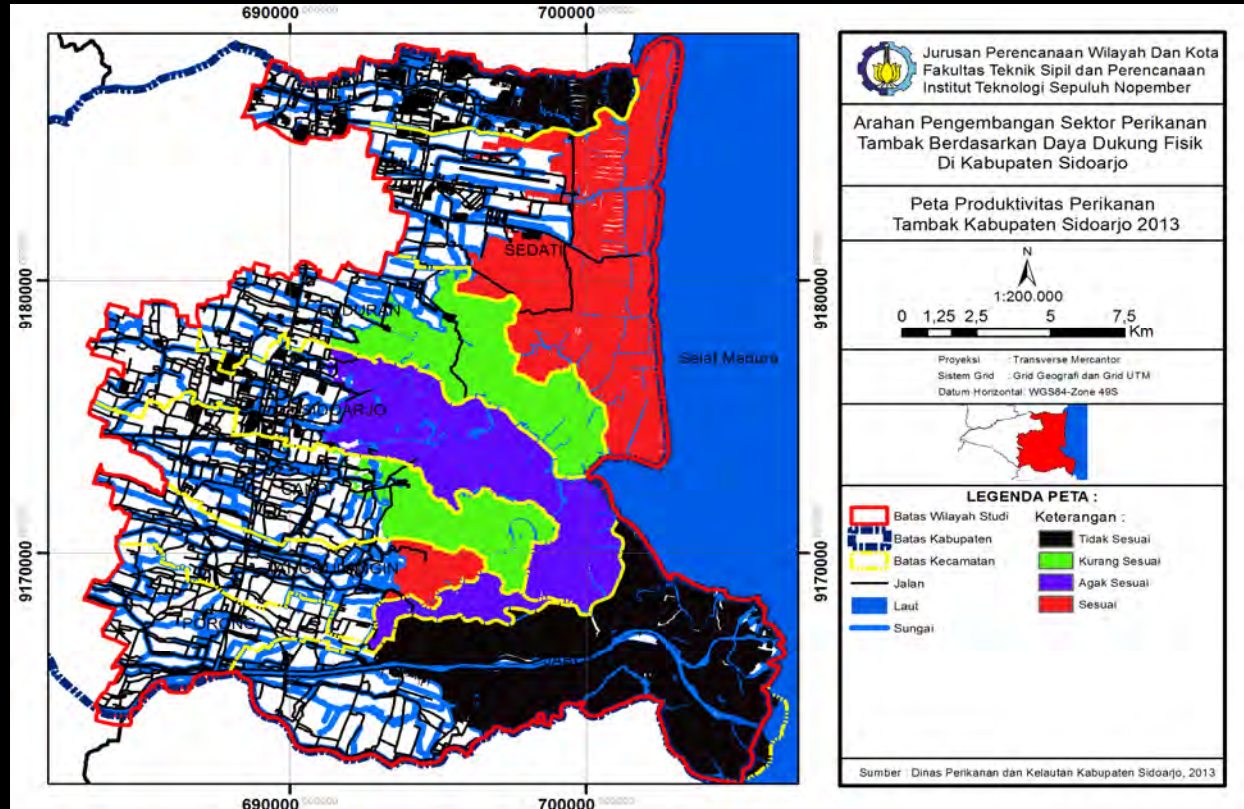 690000
700000
9180000
9170000
SEDATI
BUDURAN
SIDOARJO
CANDI
TANGGULANGIN
PORONG
Selat Madura
9180000
9170000
690000
700000
Jurusan Perencanaan Wilayah Dan Kota
Fakultas Teknik Sipil dan Perencanaan
Institut Teknologi Sepuluh Nopember
Arahan Pengembangan Sektor Perikanan
Tambak Berdasarkan Daya Dukung Fisik
Di Kabupaten Sidoarjo
Peta Produktivitas Perikanan
Tambak Kabupaten Sidoarjo 2013
N
1:200.000
0 1,25 2,5 5 7,5
Km
Proyeksi : Transverse Mercantor
Sistem Grid : Grid Geografi dan Grid UTM
Datum Horizontal: WGS84-Zone 49S
LEGENDA PETA :
Batas Wilayah Studi
Batas Kabupaten
Batas Kecamatan
Jalan
Laut
Sungai
Keterangan :
Tidak Sesuai
Kurang Sesuai
Agak Sesuai
Sesuai
Sumber : Dinas Perikanan dan Kelautan Kabupaten Sidoarjo, 2013